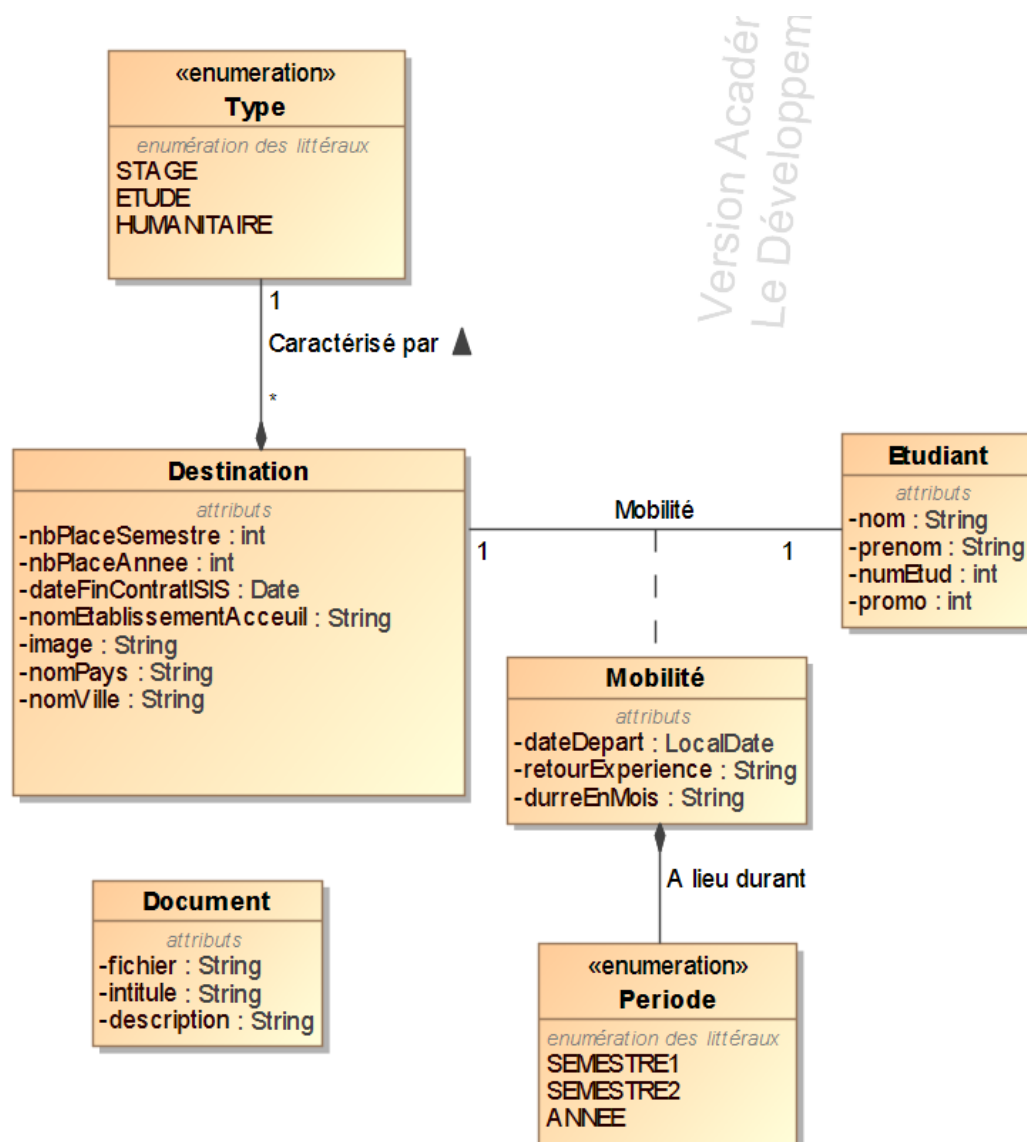 Version Acadér
Le Développem
«enumeration»
Type
enumération des littéraux
STAGE
ETUDE
HUMANITAIRE
1
Caractérisé par
*
Destination
attributs
-nbPlaceSemestre : int
-nbPlaceAnnee : int
-dateFinContratISIS : Date
-nomEtablissementAcceuil : String
-image : String
-nomPays : String
-nomVille : String
Mobilité
1
1
Etudiant
attributs
-nom : String
-prenom : String
-numEtud : int
-promo : int
Mobilité
attributs
-dateDepart : LocalDate
-retourExperience : String
-durreEnMois : String
A lieu durant
Document
attributs
-fichier : String
-intitule : String
-description : String
«enumeration»
Periode
enumération des littéraux
SEMESTRE1
SEMESTRE2
ANNEE